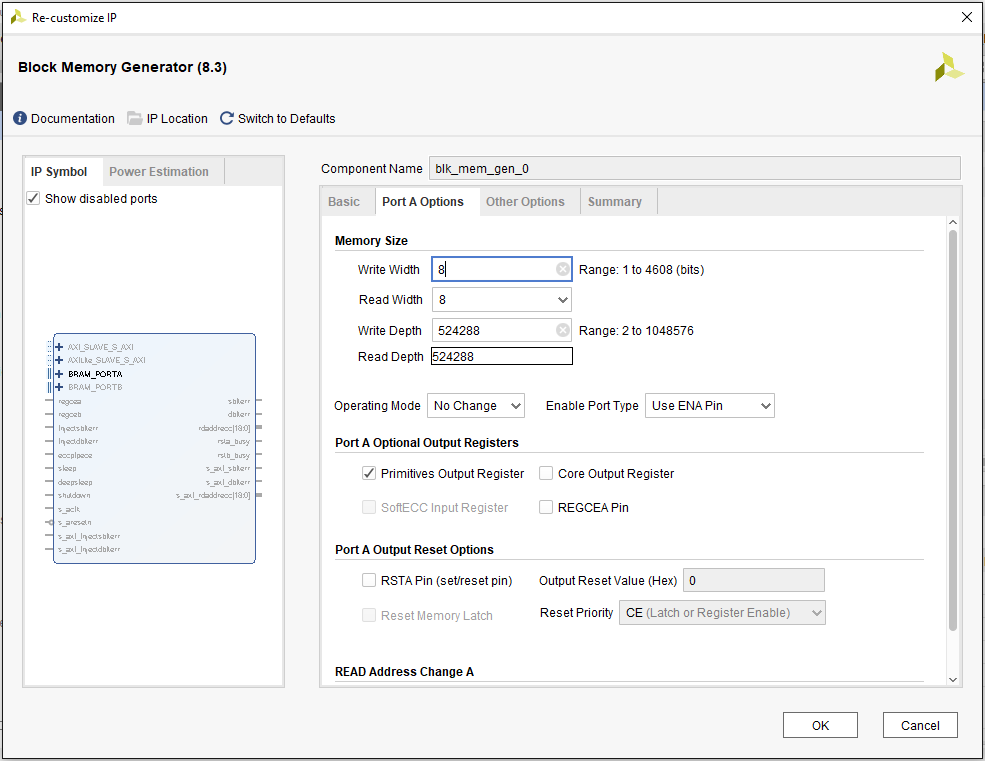 Re-customize IP
Block Memory Generator (8.3)
Documentation IP Location Switch to Defaults
IP Symbol Power Estimation
Show disabled ports
AXI_SLAVE_S_AXI
AXILite_SLAVE_S_AXI
BRAM_PORTA
BRAM_PORTB
regcea sbiterr
regceb dbiterr
injectsbiterr rdaddrecc[18:0]
injectdbiterr rsta_busy
eccpipece rstb_busy
sleep s_axi_sbiterr
deepsleep s_axi_dbiterr
shutdown s_axi_rdaddrecc[18:0]
s_aclk
s_aresetn
s_axi_injectsbiterr
s_axi_injectdbiterr
Component Name blk_mem_gen_0
Basic Port A Options Other Options Summary
Memory Size
Write Width 8 Range: 1 to 4608 (bits)
Read Width 8
Write Depth 524288 Range: 2 to 1048576
Read Depth 524288
Operating Mode No Change Enable Port Type Use ENA Pin
Port A Optional Output Registers
Primitives Output Register Core Output Register
SoftECC Input Register REGCEA Pin
Port A Output Reset Options
RSTA Pin (set/reset pin) Output Reset Value (Hex) 0
Reset Memory Latch Reset Priority CE (Latch or Register Enable)
READ Address Change A
OK Cancel